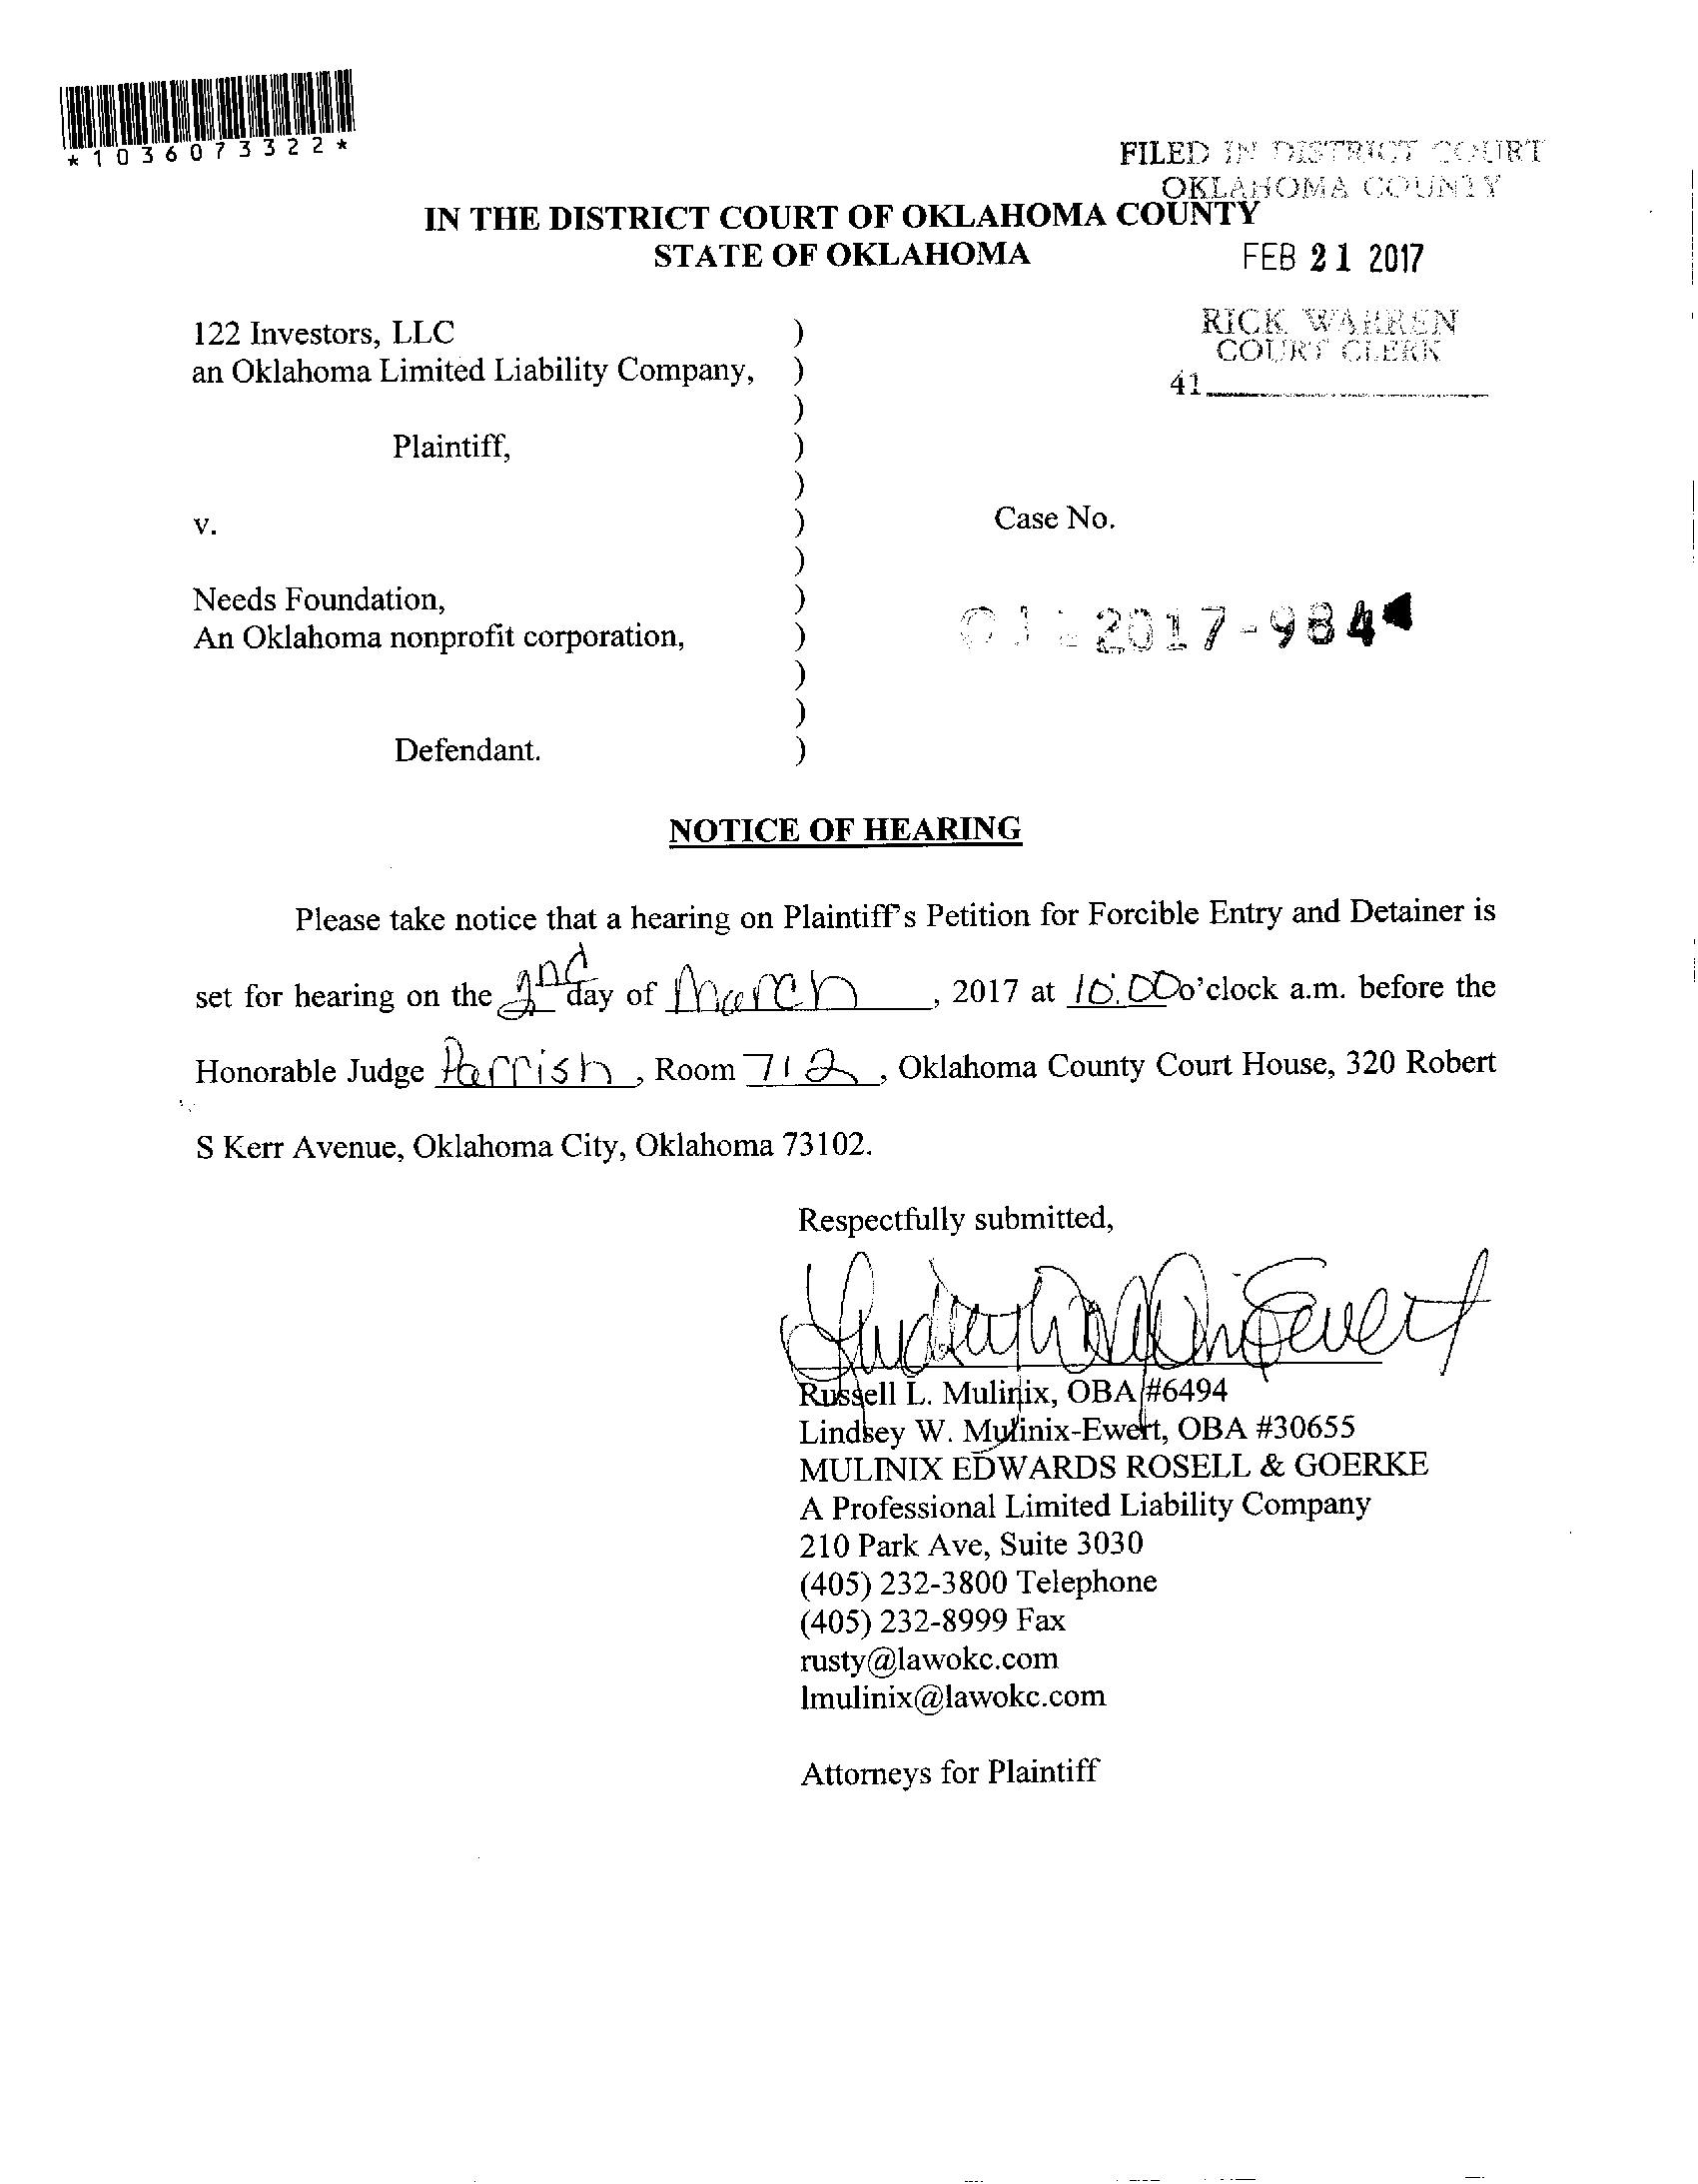 *1036073322*
FILED IN DISTRICT COURT
OKLAHOMA COUNTY
IN THE DISTRICT COURT OF OKLAHOMA COUNTY
STATE OF OKLAHOMA
FEB 21 2017
RICK WARREN
COURT CLERK
41
122 Investors, LLC )
an Oklahoma Limited Liability Company, )
)
Plaintiff, )
)
v. ) Case No.
)
Needs Foundation, )
An Oklahoma nonprofit corporation, ) CJ - 2017-984
)
)
Defendant. )
NOTICE OF HEARING
Please take notice that a hearing on Plaintiff's Petition for Forcible Entry and Detainer is
set for hearing on the 2nd day of March, 2017 at 10:00 o'clock a.m. before the
Honorable Judge Parrish, Room 712, Oklahoma County Court House, 320 Robert
S Kerr Avenue, Oklahoma City, Oklahoma 73102.
Respectfully submitted,
Lindsey W Mulinix-Ewert
Russell L. Mulinix, OBA #6494
Lindsey W. Mulinix-Ewert, OBA #30655
MULINIX EDWARDS ROSELL & GOERKE
A Professional Limited Liability Company
210 Park Ave, Suite 3030
(405) 232-3800 Telephone
(405) 232-8999 Fax
rusty@lawokc.com
lmulinix@lawokc.com
Attorneys for Plaintiff